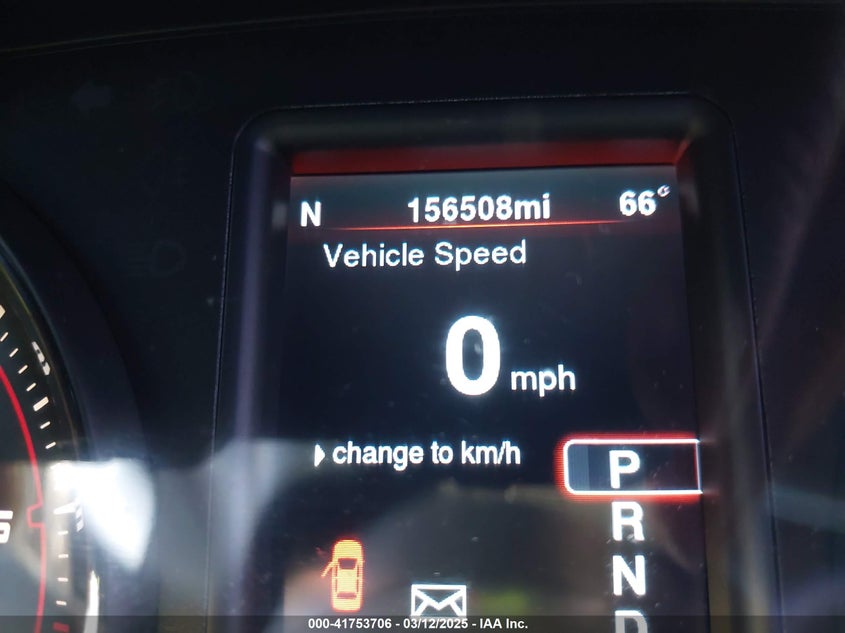 N 156508mi 66°
Vehicle Speed
0 mph
change to km/h
P
R
N
D
000-41753706 - 03/12/2025 - IAA Inc.